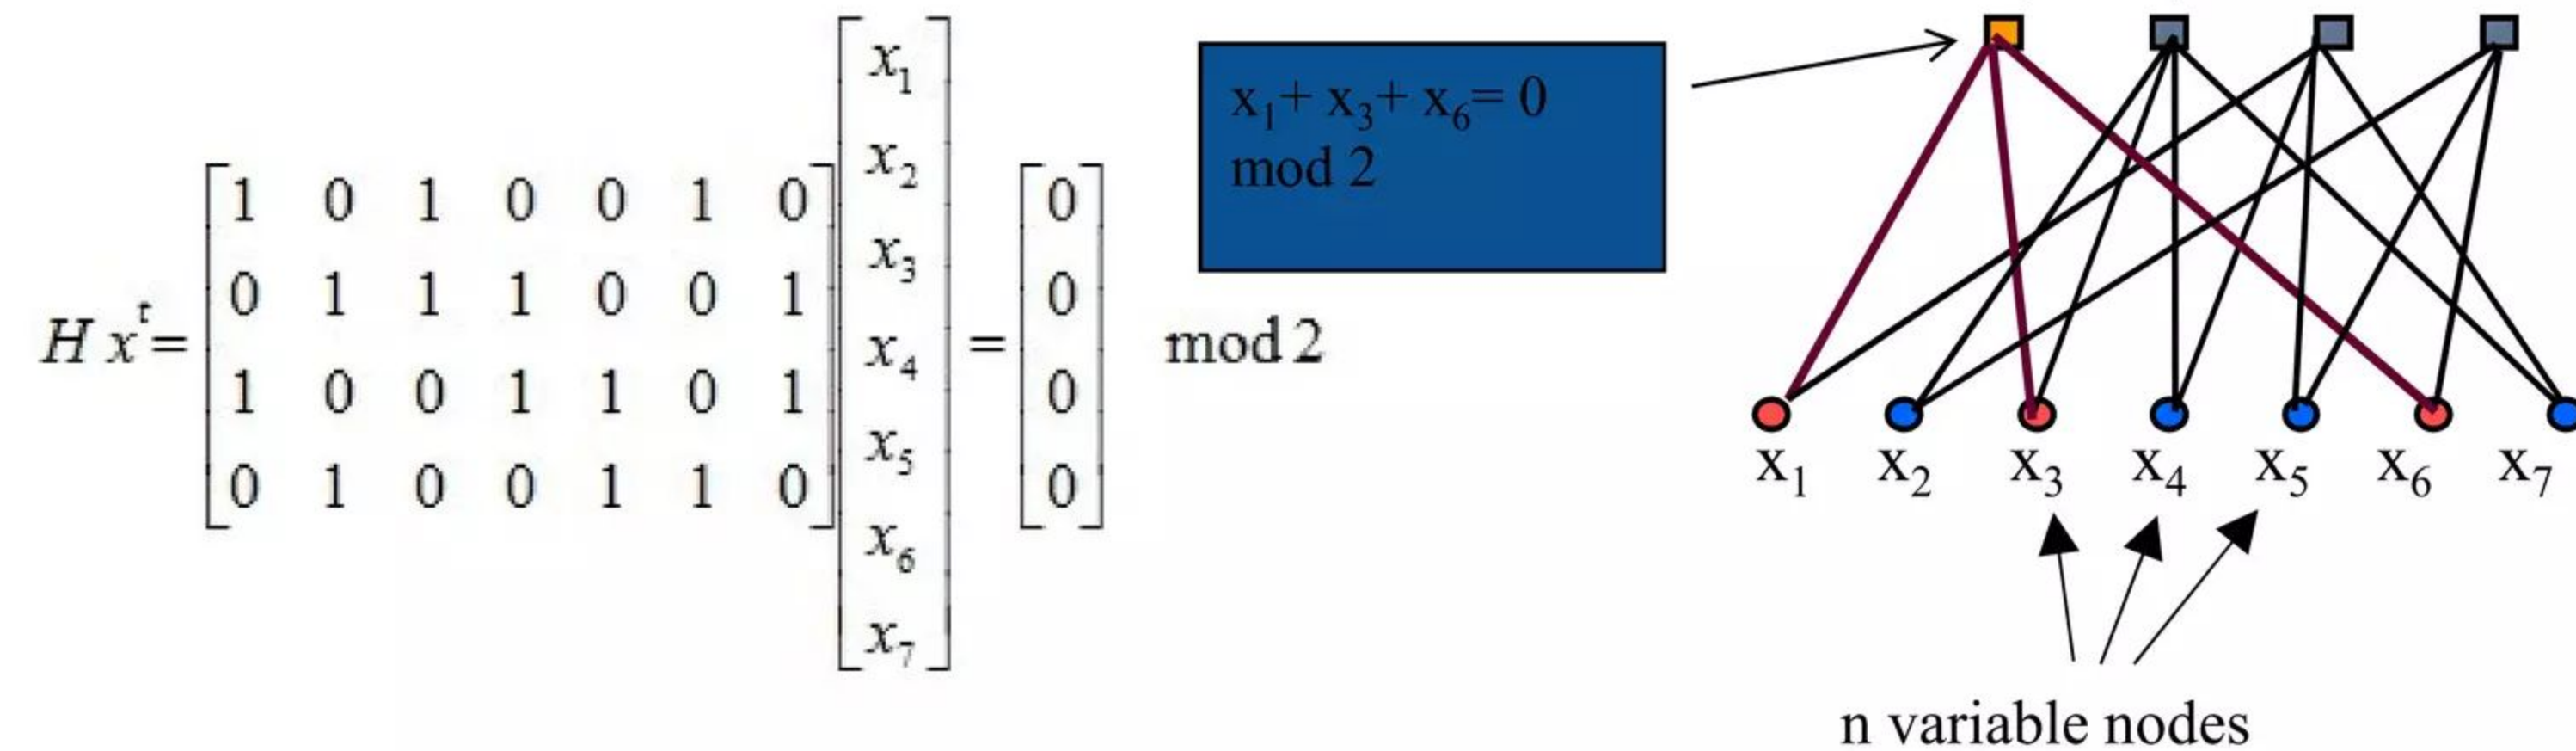 H x^t = [1 0 1 0 0 1 0] [x₁] = [0] mod 2
0 1 1 1 0 0 1 x₂ 0
1 0 0 1 1 0 1 x₃ 0
0 1 0 0 1 1 0 x₄ 0
x₅
x₆
x₇
x₁+ x₃+ x₆= 0
mod 2
x₁ x₂ x₃ x₄ x₅ x₆ x₇
n variable nodes